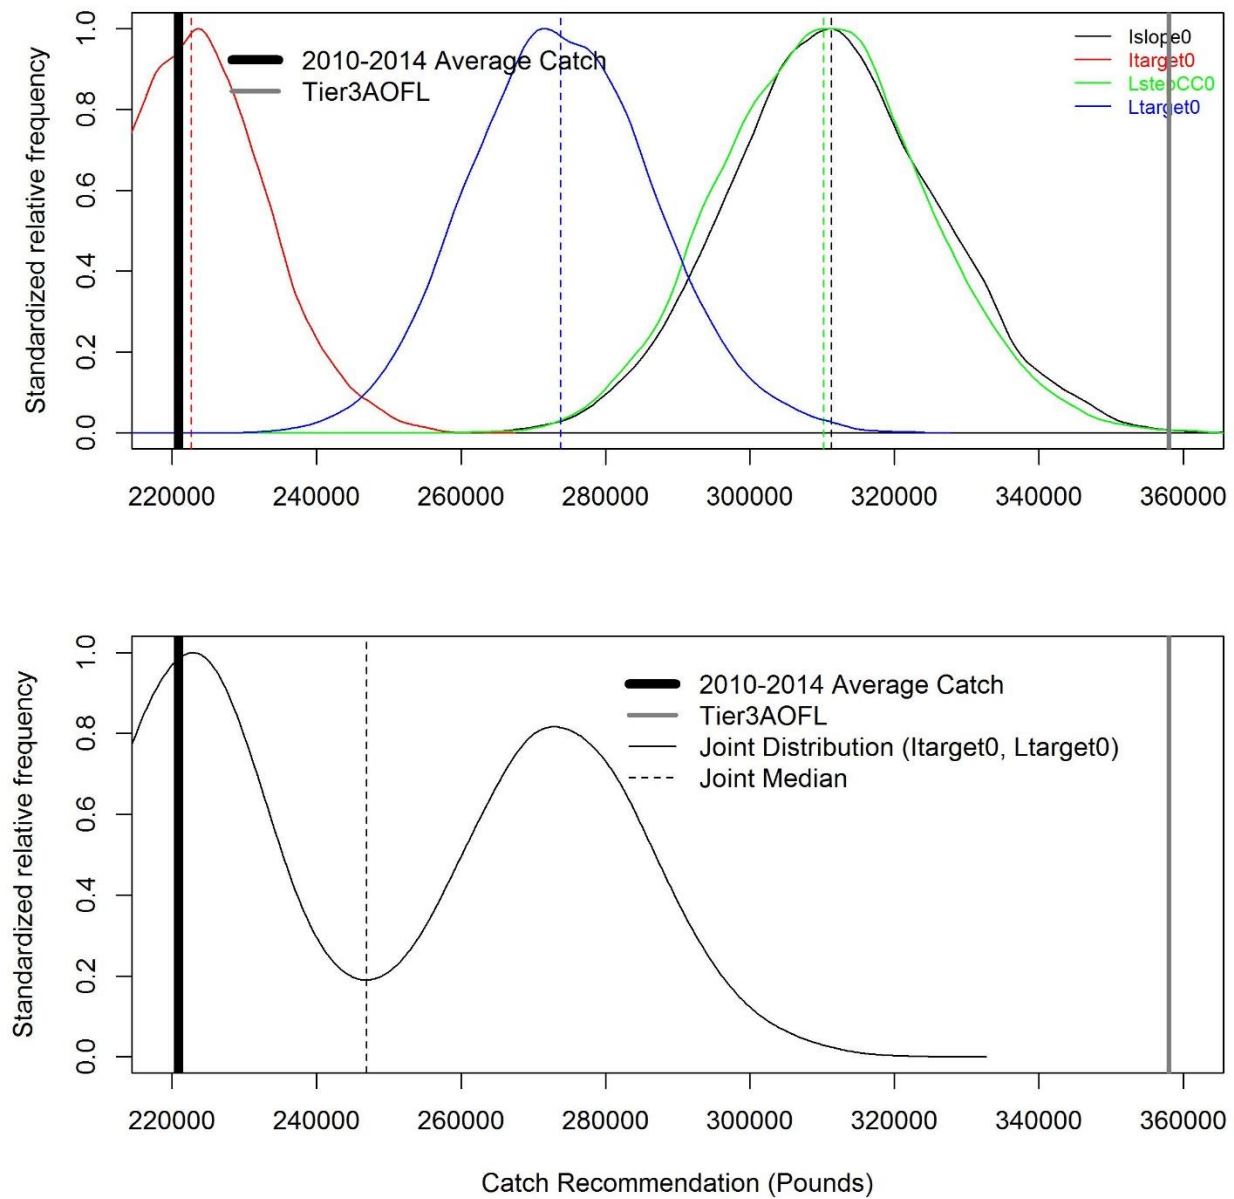 1.0
0.8
0.6
0.4
0.2
0.0
Standardized relative frequency
2010-2014 Average Catch
Tier3AOFL
Islope0
Itarget0
LstepCC0
Ltarget0
220000 240000 260000 280000 300000 320000 340000 360000
1.0
0.8
0.6
0.4
0.2
0.0
Standardized relative frequency
2010-2014 Average Catch
Tier3AOFL
Joint Distribution (Itarget0, Ltarget0)
Joint Median
220000 240000 260000 280000 300000 320000 340000 360000
Catch Recommendation (Pounds)